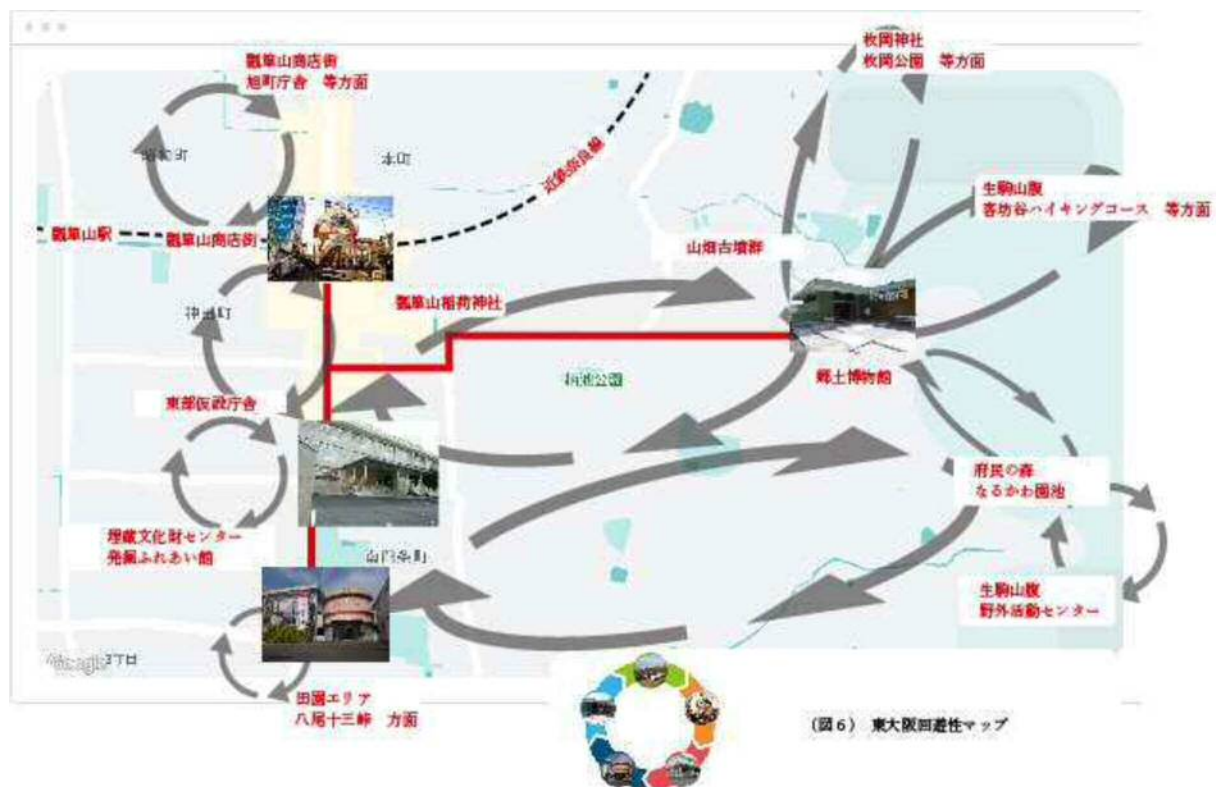 瓢箪山商店街
旭町庁舎 等方面
枚岡神社
枚岡公園 等方面
本町
近鉄奈良線
生駒山腹
客坊谷ハイキングコース 等方面
瓢箪山駅
瓢箪山商店街
山畑古墳群
瓢箪山稲荷神社
郷土博物館
東部仮設庁舎
府民の森
なるかわ園地
埋蔵文化財センター
発掘ふれあい館
生駒山腹
野外活動センター
田園エリア
八尾十三峠 方面
(図6) 東大阪回遊性マップ